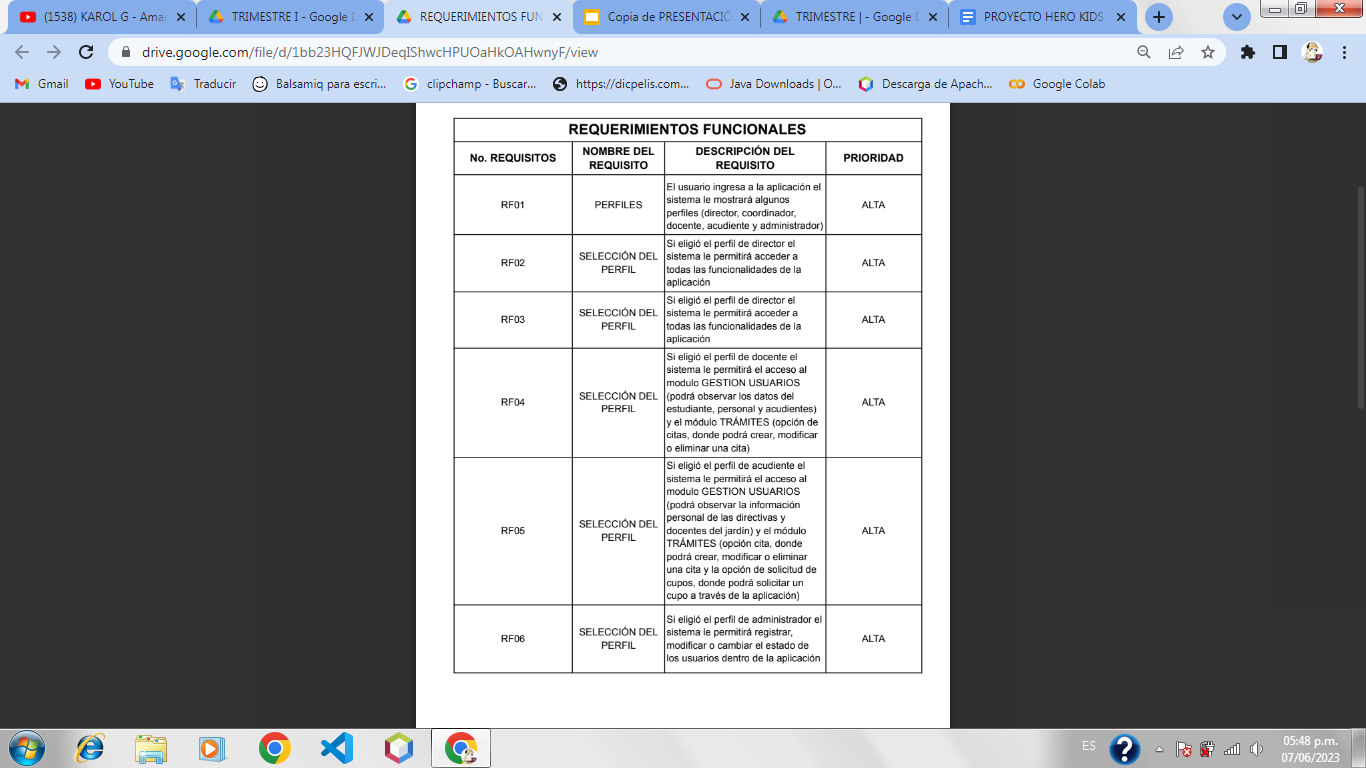 (1538) KAROL G - Amar
TRIMESTRE I - Google D
REQUERIMIENTOS FUN
Copia de PRESENTACIÓ
TRIMESTRE | - Google D
PROYECTO HERO KIDS
drive.google.com/file/d/1bb23HQFJWJDeqIShwcHPUOaHkOAHwnyF/view
Gmail
YouTube
Traducir
Balsamiq para escri...
clipchamp - Buscar...
https://dicpelis.com...
Java Downloads | O...
Descarga de Apach...
Google Colab
REQUERIMIENTOS FUNCIONALES
No. REQUISITOS
NOMBRE DEL
REQUISITO
DESCRIPCIÓN DEL
REQUISITO
PRIORIDAD
RF01
PERFILES
El usuario ingresa a la aplicación el
sistema le mostrará algunos
perfiles (director, coordinador,
docente, acudiente y administrador)
ALTA
RF02
SELECCIÓN DEL
PERFIL
Si eligió el perfil de director el
sistema le permitirá acceder a
todas las funcionalidades de la
aplicación
ALTA
RF03
SELECCIÓN DEL
PERFIL
Si eligió el perfil de director el
sistema le permitirá acceder a
todas las funcionalidades de la
aplicación
ALTA
RF04
SELECCIÓN DEL
PERFIL
Si eligió el perfil de docente el
sistema le permitirá el acceso al
modulo GESTION USUARIOS
(podrá observar los datos del
estudiante, personal y acudientes)
y el módulo TRÁMITES (opción de
citas, donde podrá crear, modificar
o eliminar una cita)
ALTA
RF05
SELECCIÓN DEL
PERFIL
Si eligió el perfil de acudiente el
sistema le permitirá el acceso al
modulo GESTION USUARIOS
(podrá observar la información
personal de las directivas y
docentes del jardín) y el módulo
TRÁMITES (opción cita, donde
podrá crear, modificar o eliminar
una cita y la opción de solicitud de
cupos, donde podrá solicitar un
cupo a través de la aplicación)
ALTA
RF06
SELECCIÓN DEL
PERFIL
Si eligió el perfil de administrador el
sistema le permitirá registrar,
modificar o cambiar el estado de
los usuarios dentro de la aplicación
ALTA
ES
05:48 p.m.
07/06/2023